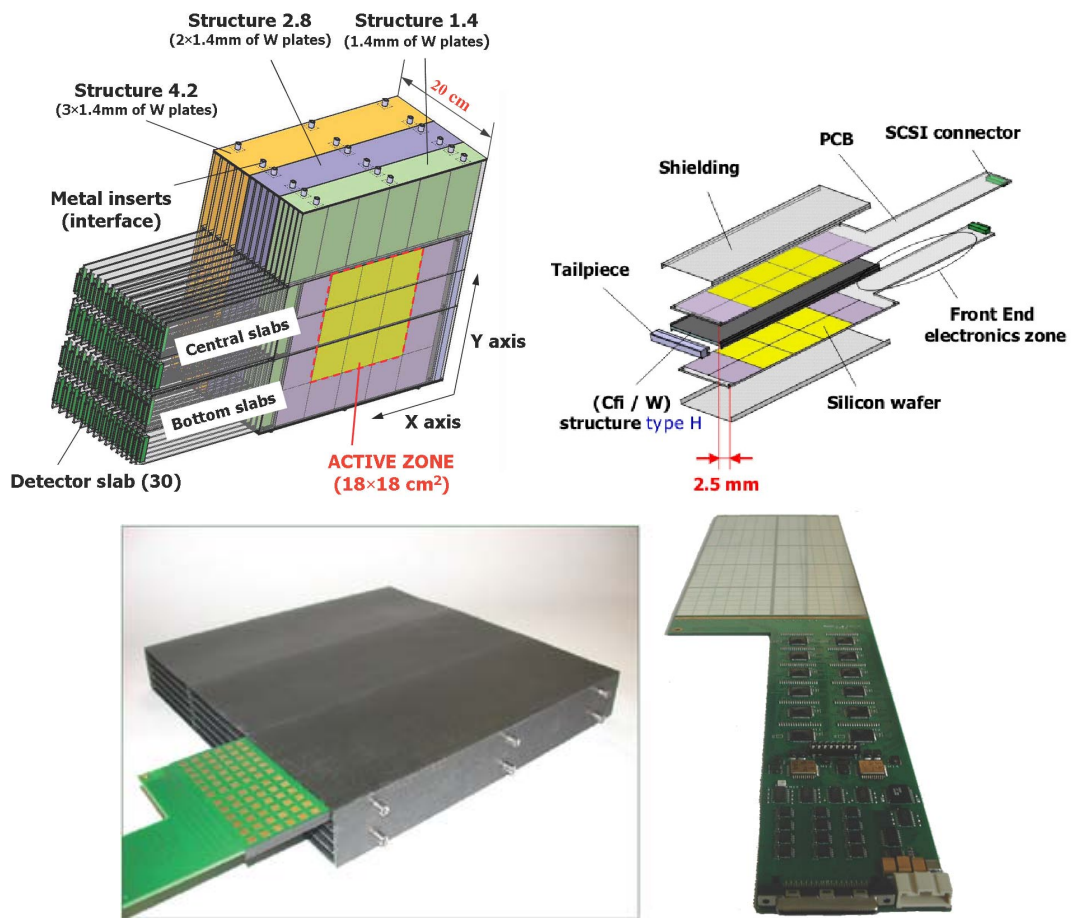 Structure 2.8
(2×1.4mm of W plates)
Structure 1.4
(1.4mm of W plates)
Structure 4.2
(3×1.4mm of W plates)
20 cm
Metal inserts
(interface)
Central slabs
Bottom slabs
Y axis
X axis
ACTIVE ZONE
(18×18 cm²)
Detector slab (30)
SCSI connector
PCB
Shielding
Tailpiece
Front End
electronics zone
(Cfi / W)
structure type H
Silicon wafer
2.5 mm